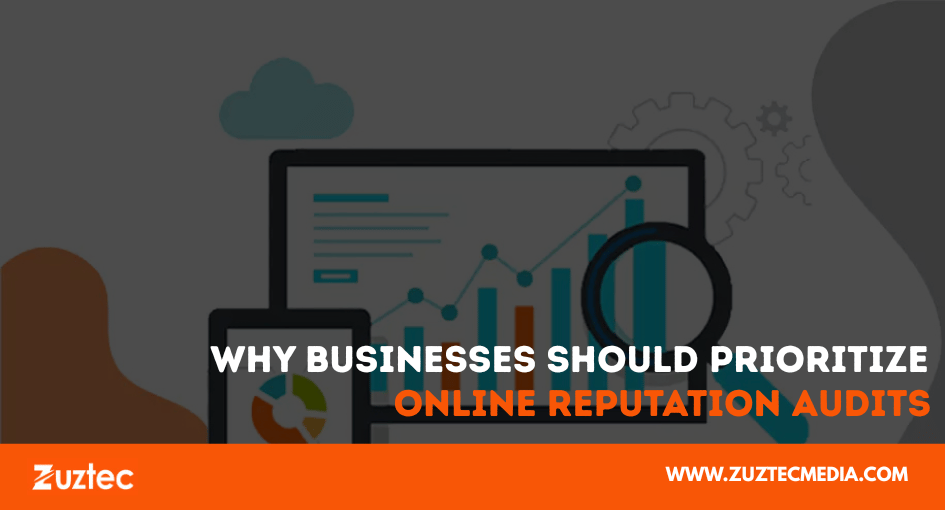 WHY BUSINESSES SHOULD PRIORITIZE
ONLINE REPUTATION AUDITS
Zuztec
WWW.ZUZTECMEDIA.COM